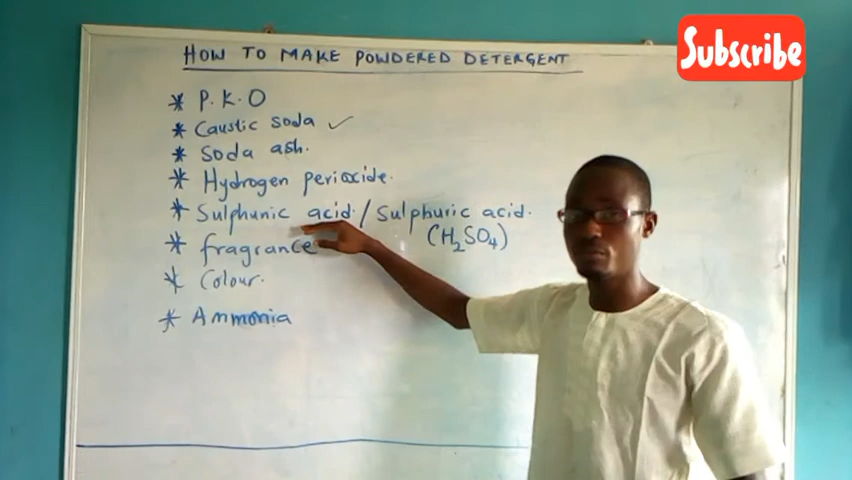 Subscribe
HOW TO MAKE POWDERED DETERGENT
* P.K.O
* Caustic soda ✓
* Soda ash.
* Hydrogen perioxide.
* Sulphunic acid./Sulphuric acid.
(H₂SO₄)
* fragrance
* Colour.
* Ammonia